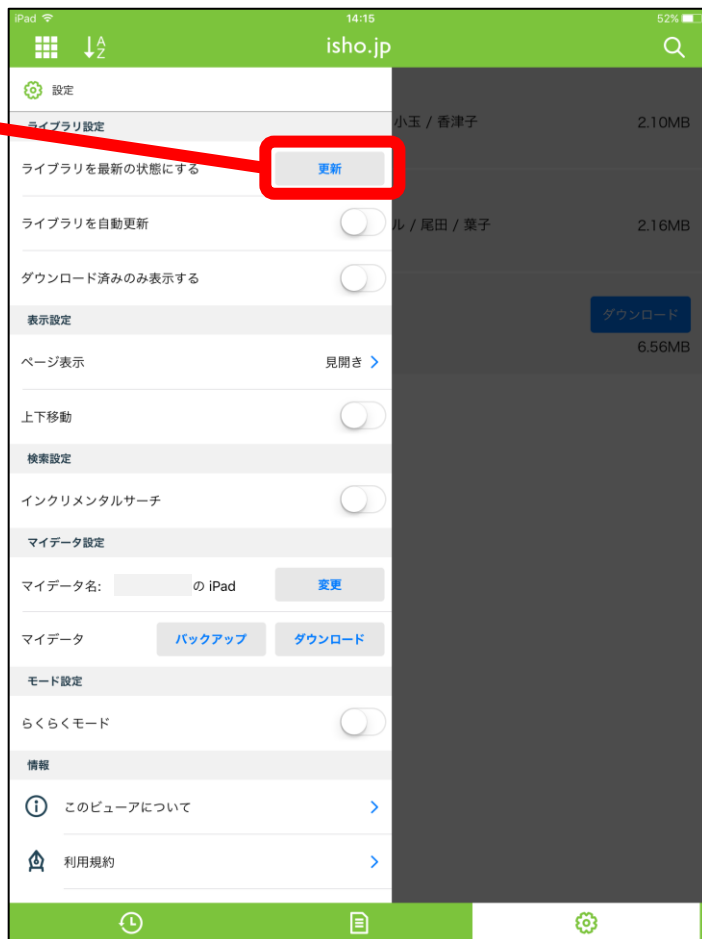 iPad 14:15 52%
isho.jp
設定
ライブラリ設定
小玉 / 香津子 2.10MB
ライブラリを最新の状態にする 更新
ライブラリを自動更新
ル / 尾田 / 葉子 2.16MB
ダウンロード済みのみ表示する
表示設定
ダウンロード
6.56MB
ページ表示 見開き
上下移動
検索設定
インクリメンタルサーチ
マイデータ設定
マイデータ名: の iPad 変更
マイデータ バックアップ ダウンロード
モード設定
らくらくモード
情報
このビューアについて
利用規約